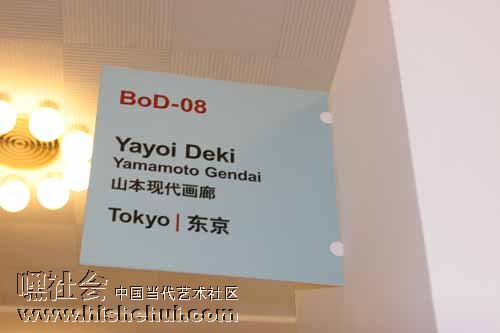 BoD-08
Yayoi Deki
Yamamoto Gendai
山本现代画廊
Tokyo | 东京
嘿社会 中国当代艺术社区
www.hishehui.com